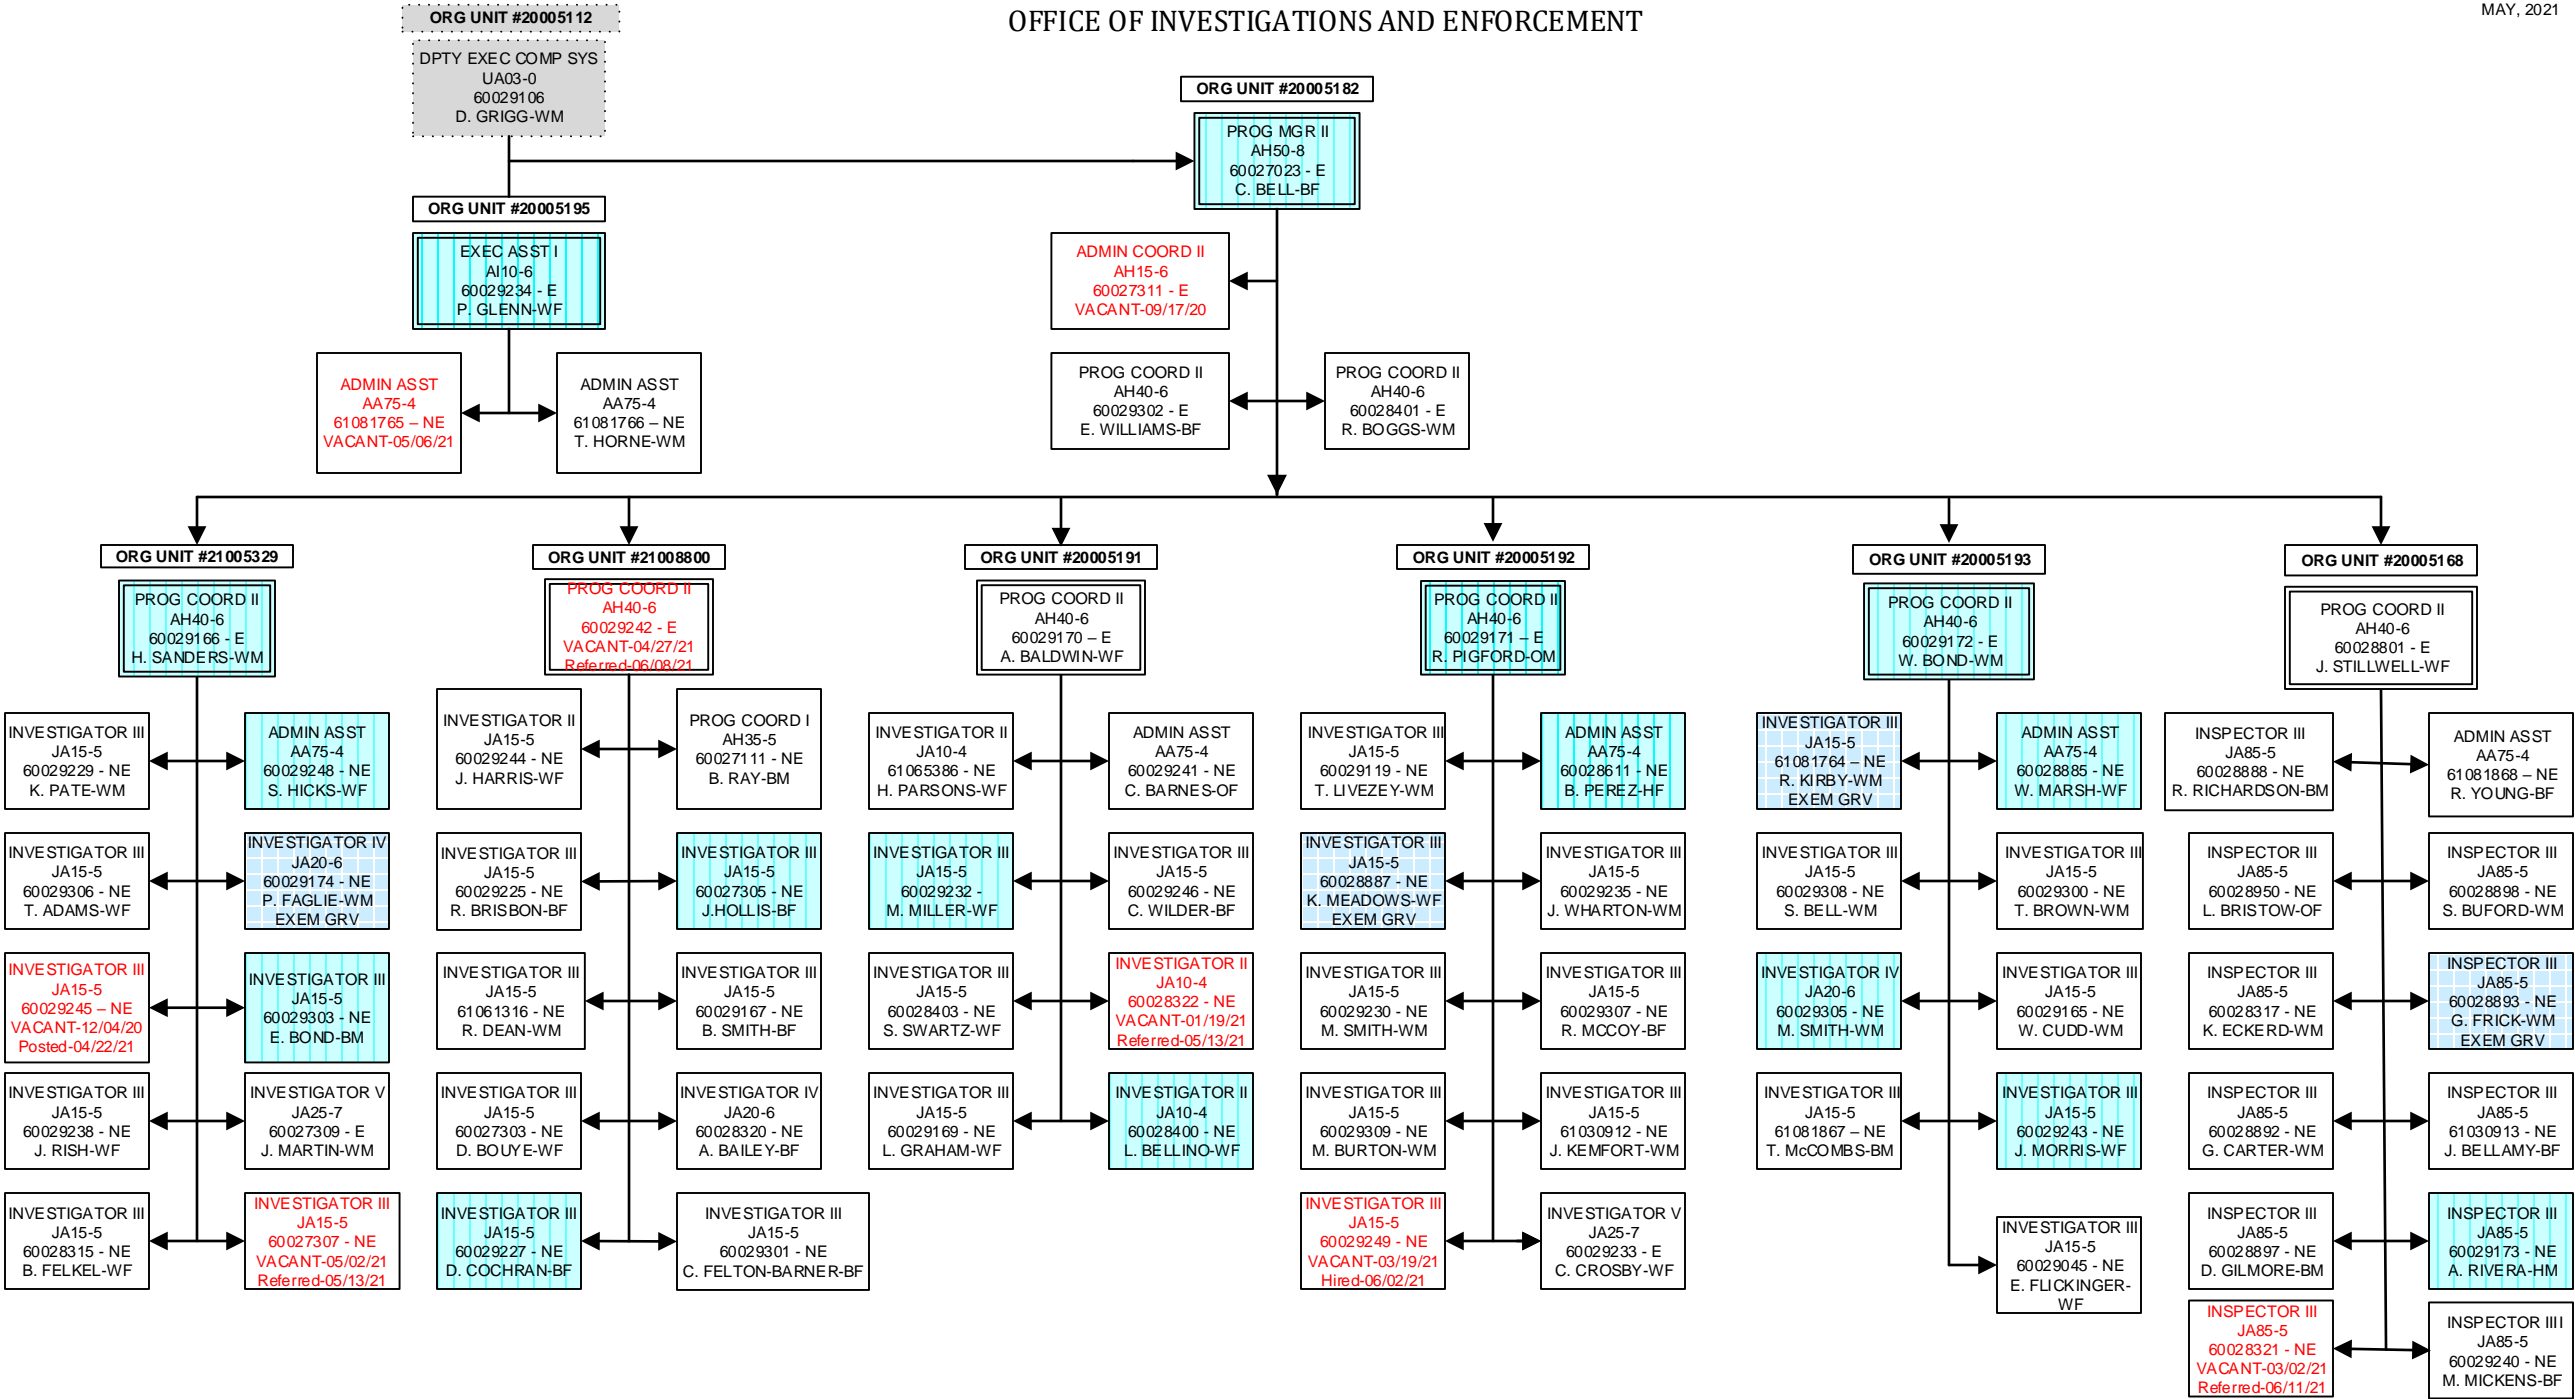 OFFICE OF INVESTIGATIONS AND ENFORCEMENT
MAY, 2021
ORG UNIT #20005112
DPTY EXEC COMP SYS
UA03-0
60029106
D. GRIGG-WM
ORG UNIT #20005182
PROG MGR II
AH50-8
60027023 - E
C. BELL-BF
ORG UNIT #20005195
EXEC ASST I
AI10-6
60029234 - E
P. GLENN-WF
ADMIN COORD II
AH15-6
60027311 - E
VACANT-09/17/20
ADMIN ASST
AA75-4
61081765 – NE
VACANT-05/06/21
ADMIN ASST
AA75-4
61081766 – NE
T. HORNE-WM
PROG COORD II
AH40-6
60029302 - E
E. WILLIAMS-BF
PROG COORD II
AH40-6
60028401 - E
R. BOGGS-WM
ORG UNIT #21005329
PROG COORD II
AH40-6
60029166 - E
H. SANDERS-WM
INVESTIGATOR III
JA15-5
60029229 - NE
K. PATE-WM
ADMIN ASST
AA75-4
60029248 - NE
S. HICKS-WF
INVESTIGATOR III
JA15-5
60029306 - NE
T. ADAMS-WF
INVESTIGATOR IV
JA20-6
60029174 - NE
P. FAGLIE-WM
EXEM GRV
INVESTIGATOR III
JA15-5
60029245 – NE
VACANT-12/04/20
Posted-04/22/21
INVESTIGATOR III
JA15-5
60029303 - NE
E. BOND-BM
INVESTIGATOR III
JA15-5
60029238 - NE
J. RISH-WF
INVESTIGATOR V
JA25-7
60027309 - E
J. MARTIN-WM
INVESTIGATOR III
JA15-5
60028315 - NE
B. FELKEL-WF
INVESTIGATOR III
JA15-5
60027307 - NE
VACANT-05/02/21
Referred-05/13/21
ORG UNIT #21008800
PROG COORD II
AH40-6
60029242 - E
VACANT-04/27/21
Referred-06/08/21
INVESTIGATOR II
JA15-5
60029244 - NE
J. HARRIS-WF
PROG COORD I
AH35-5
60027111 - NE
B. RAY-BM
INVESTIGATOR III
JA15-5
60029225 - NE
R. BRISBON-BF
INVESTIGATOR III
JA15-5
60027305 - NE
J.HOLLIS-BF
INVESTIGATOR III
JA15-5
61061316 - NE
R. DEAN-WM
INVESTIGATOR III
JA15-5
60029167 - NE
B. SMITH-BF
INVESTIGATOR III
JA15-5
60027303 - NE
D. BOUYE-WF
INVESTIGATOR IV
JA20-6
60028320 - NE
A. BAILEY-BF
INVESTIGATOR III
JA15-5
60029227 - NE
D. COCHRAN-BF
INVESTIGATOR III
JA15-5
60029301 - NE
C. FELTON-BARNER-BF
ORG UNIT #20005191
PROG COORD II
AH40-6
60029170 – E
A. BALDWIN-WF
INVESTIGATOR II
JA10-4
61065386 - NE
H. PARSONS-WF
ADMIN ASST
AA75-4
60029241 - NE
C. BARNES-OF
INVESTIGATOR III
JA15-5
60029232 -
M. MILLER-WF
INVESTIGATOR III
JA15-5
60029246 - NE
C. WILDER-BF
INVESTIGATOR III
JA15-5
60028403 - NE
S. SWARTZ-WF
INVESTIGATOR II
JA10-4
60028322 - NE
VACANT-01/19/21
Referred-05/13/21
INVESTIGATOR III
JA15-5
60029169 - NE
L. GRAHAM-WF
INVESTIGATOR II
JA10-4
60028400 - NE
L. BELLINO-WF
ORG UNIT #20005192
PROG COORD II
AH40-6
60029171 – E
R. PIGFORD-OM
INVESTIGATOR III
JA15-5
60029119 - NE
T. LIVEZEY-WM
ADMIN ASST
AA75-4
60028611 - NE
B. PEREZ-HF
INVESTIGATOR III
JA15-5
60028887 - NE
K. MEADOWS-WF
EXEM GRV
INVESTIGATOR III
JA15-5
60029235 - NE
J. WHARTON-WM
INVESTIGATOR III
JA15-5
60029230 - NE
M. SMITH-WM
INVESTIGATOR III
JA15-5
60029307 - NE
R. MCCOY-BF
INVESTIGATOR III
JA15-5
60029309 - NE
M. BURTON-WM
INVESTIGATOR III
JA15-5
61030912 - NE
J. KEMFORT-WM
INVESTIGATOR III
JA15-5
60029249 - NE
VACANT-03/19/21
Hired-06/02/21
INVESTIGATOR V
JA25-7
60029233 - E
C. CROSBY-WF
ORG UNIT #20005193
PROG COORD II
AH40-6
60029172 - E
W. BOND-WM
INVESTIGATOR III
JA15-5
61081764 – NE
R. KIRBY-WM
EXEM GRV
ADMIN ASST
AA75-4
60028885 - NE
W. MARSH-WF
INVESTIGATOR III
JA15-5
60029308 - NE
S. BELL-WM
INVESTIGATOR III
JA15-5
60029300 - NE
T. BROWN-WM
INVESTIGATOR IV
JA20-6
60029305 - NE
M. SMITH-WM
INVESTIGATOR III
JA15-5
60029165 - NE
W. CUDD-WM
INVESTIGATOR III
JA15-5
61081867 – NE
T. McCOMBS-BM
INVESTIGATOR III
JA15-5
60029243 - NE
J. MORRIS-WF
INVESTIGATOR III
JA15-5
60029045 - NE
E. FLICKINGER-
WF
ORG UNIT #20005168
PROG COORD II
AH40-6
60028801 - E
J. STILLWELL-WF
INSPECTOR III
JA85-5
60028888 - NE
R. RICHARDSON-BM
ADMIN ASST
AA75-4
61081868 – NE
R. YOUNG-BF
INSPECTOR III
JA85-5
60028950 - NE
L. BRISTOW-OF
INSPECTOR III
JA85-5
60028898 - NE
S. BUFORD-WM
INSPECTOR III
JA85-5
60028317 - NE
K. ECKERD-WM
INSPECTOR III
JA85-5
60028893 - NE
G. FRICK-WM
EXEM GRV
INSPECTOR III
JA85-5
60028892 - NE
G. CARTER-WM
INSPECTOR III
JA85-5
61030913 - NE
J. BELLAMY-BF
INSPECTOR III
JA85-5
60028897 - NE
D. GILMORE-BM
INSPECTOR III
JA85-5
60029173 - NE
A. RIVERA-HM
INSPECTOR III
JA85-5
60028321 - NE
VACANT-03/02/21
Referred-06/11/21
INSPECTOR IIII
JA85-5
60029240 - NE
M. MICKENS-BF